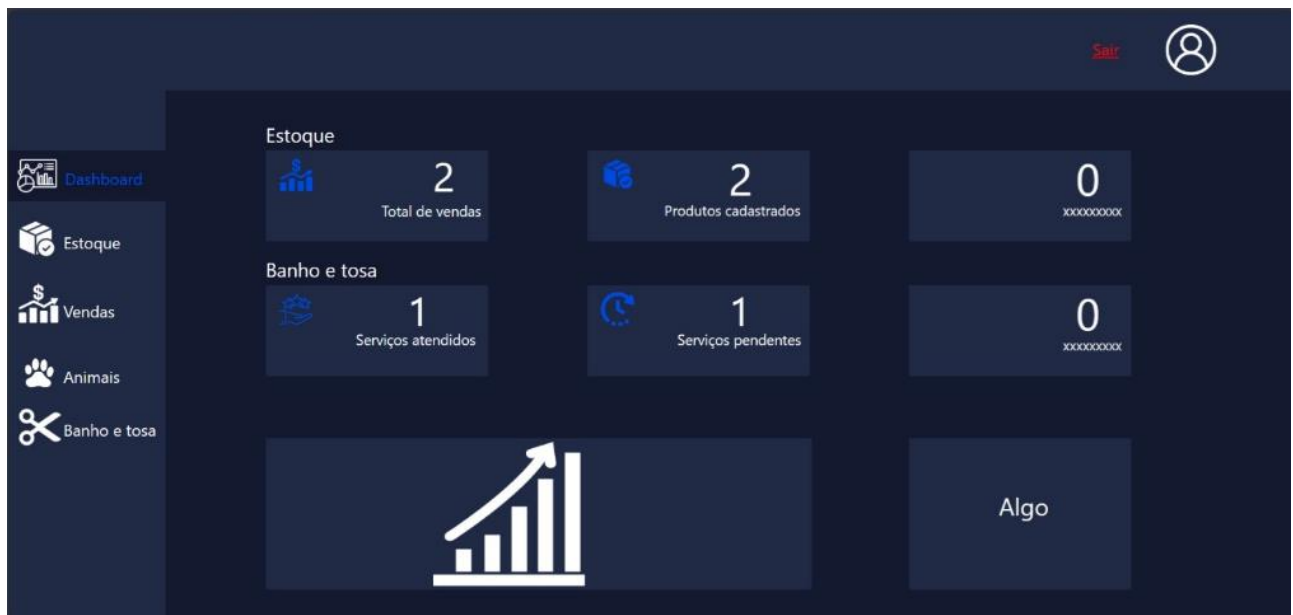 Sair
Estoque
Dashboard
2
Total de vendas
2
Produtos cadastrados
0
xxxxxxxxx
Estoque
Banho e tosa
Vendas
1
Serviços atendidos
1
Serviços pendentes
0
xxxxxxxxx
Animais
Banho e tosa
Algo